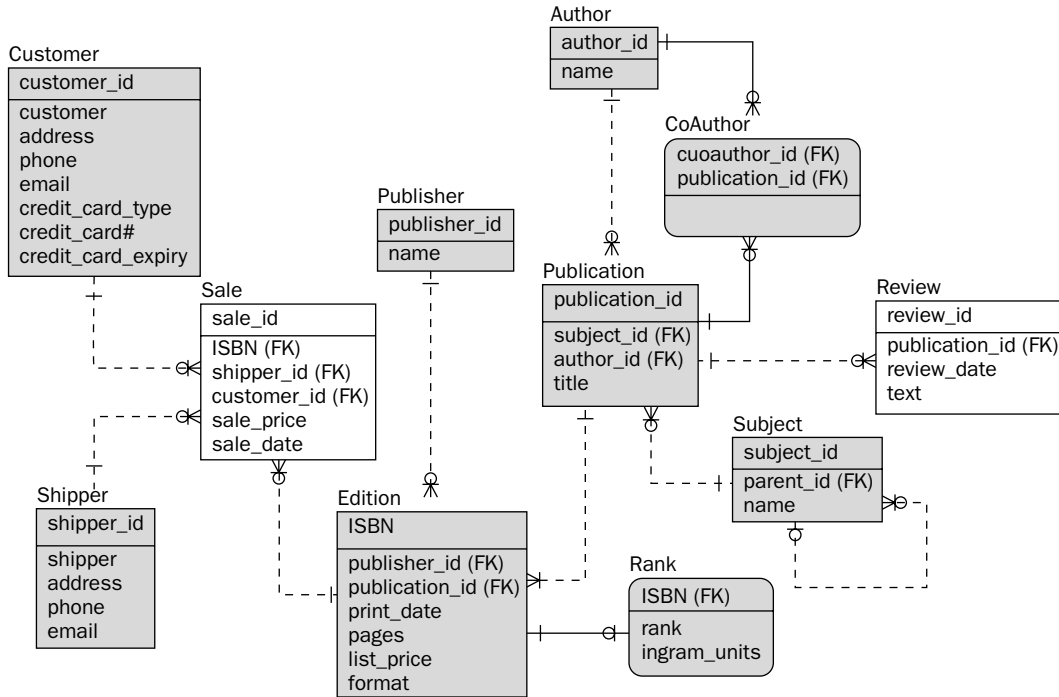 Customer
customer_id
customer
address
phone
email
credit_card_type
credit_card#
credit_card_expiry
Author
author_id
name
CoAuthor
cuoauthor_id (FK)
publication_id (FK)
Publisher
publisher_id
name
Sale
sale_id
ISBN (FK)
shipper_id (FK)
customer_id (FK)
sale_price
sale_date
Publication
publication_id
subject_id (FK)
author_id (FK)
title
Review
review_id
publication_id (FK)
review_date
text
Subject
subject_id
parent_id (FK)
name
Shipper
shipper_id
shipper
address
phone
email
Edition
ISBN
publisher_id (FK)
publication_id (FK)
print_date
pages
list_price
format
Rank
ISBN (FK)
rank
ingram_units